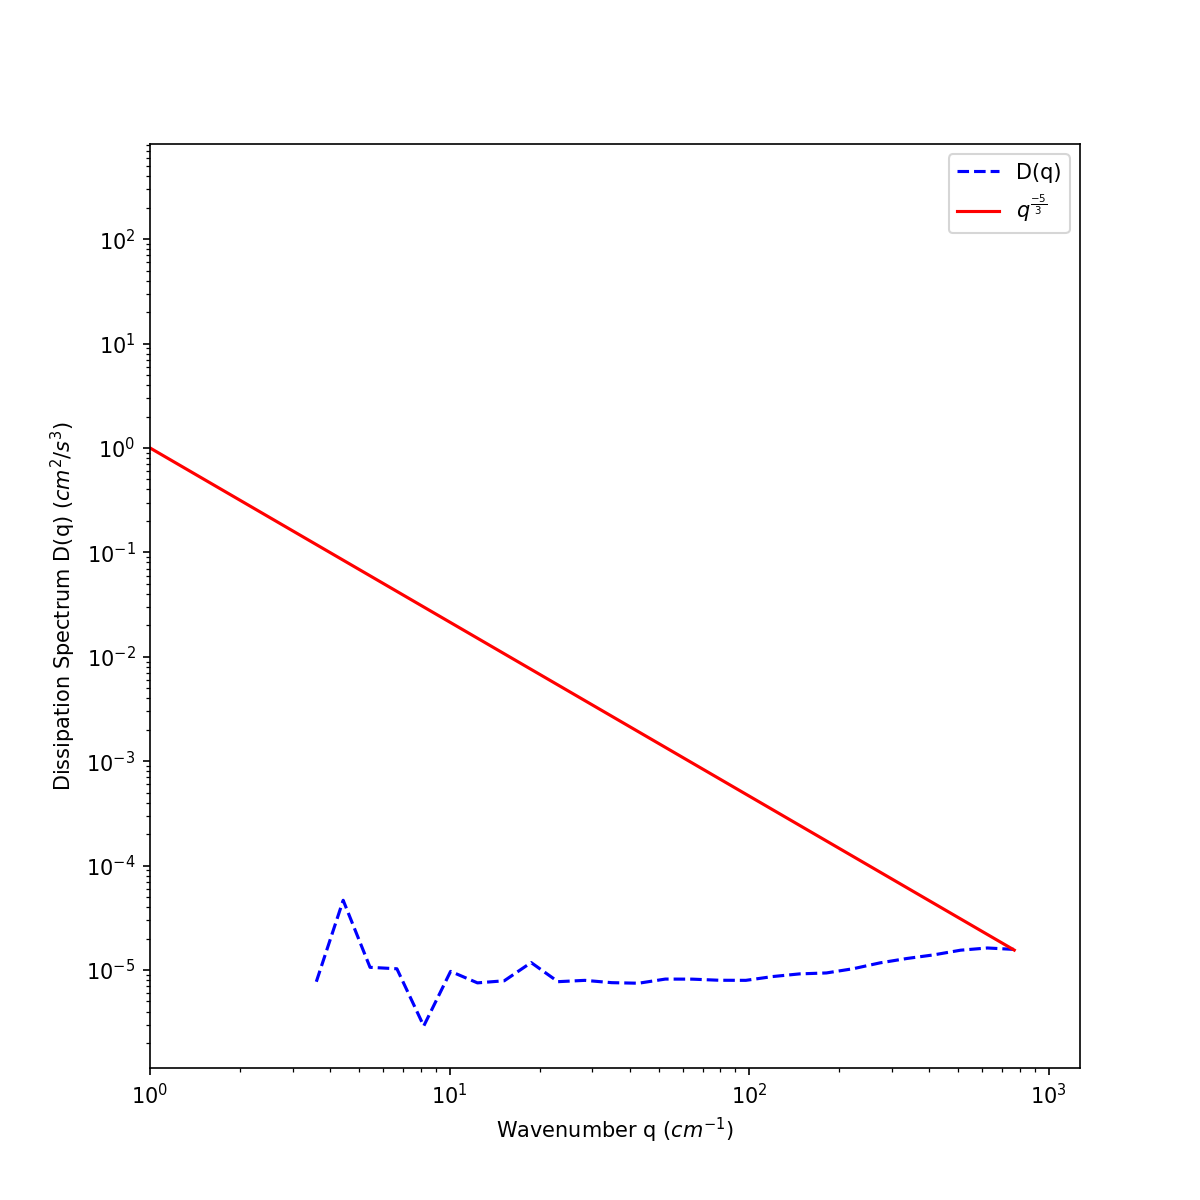 D(q)
q^{\frac{-5}{3}}
10^2
10^1
10^0
10^{-1}
10^{-2}
10^{-3}
10^{-4}
10^{-5}
Dissipation Spectrum D(q) (cm^2/s^3)
10^0 10^1 10^2 10^3
Wavenumber q (cm^{-1})